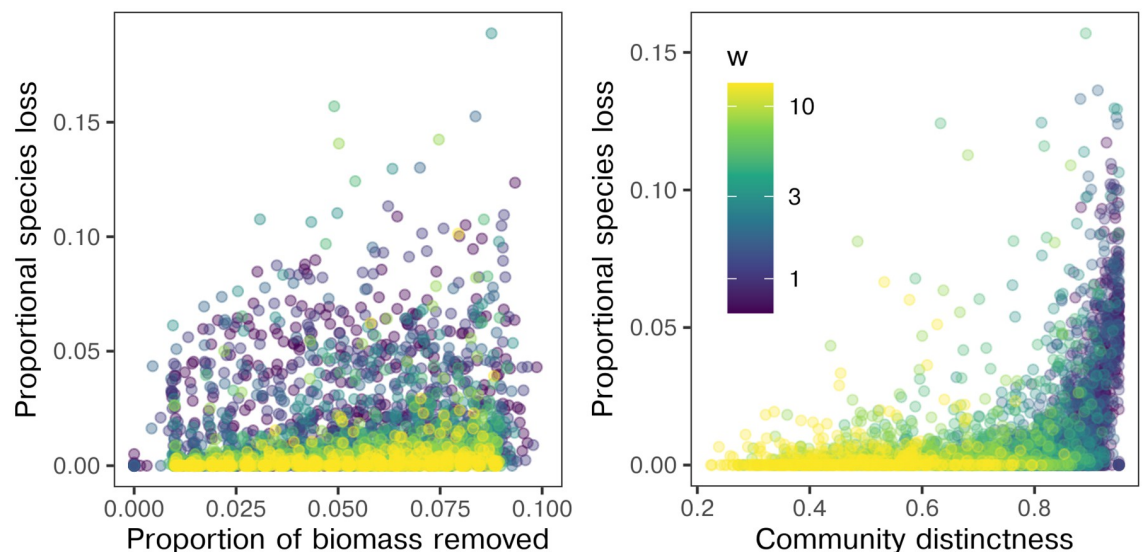 Proportional species loss
0.15
0.10
0.05
0.00
0.000 0.025 0.050 0.075 0.100
Proportion of biomass removed
Proportional species loss
0.15
0.10
0.05
0.00
w
10
3
1
0.2 0.4 0.6 0.8
Community distinctness